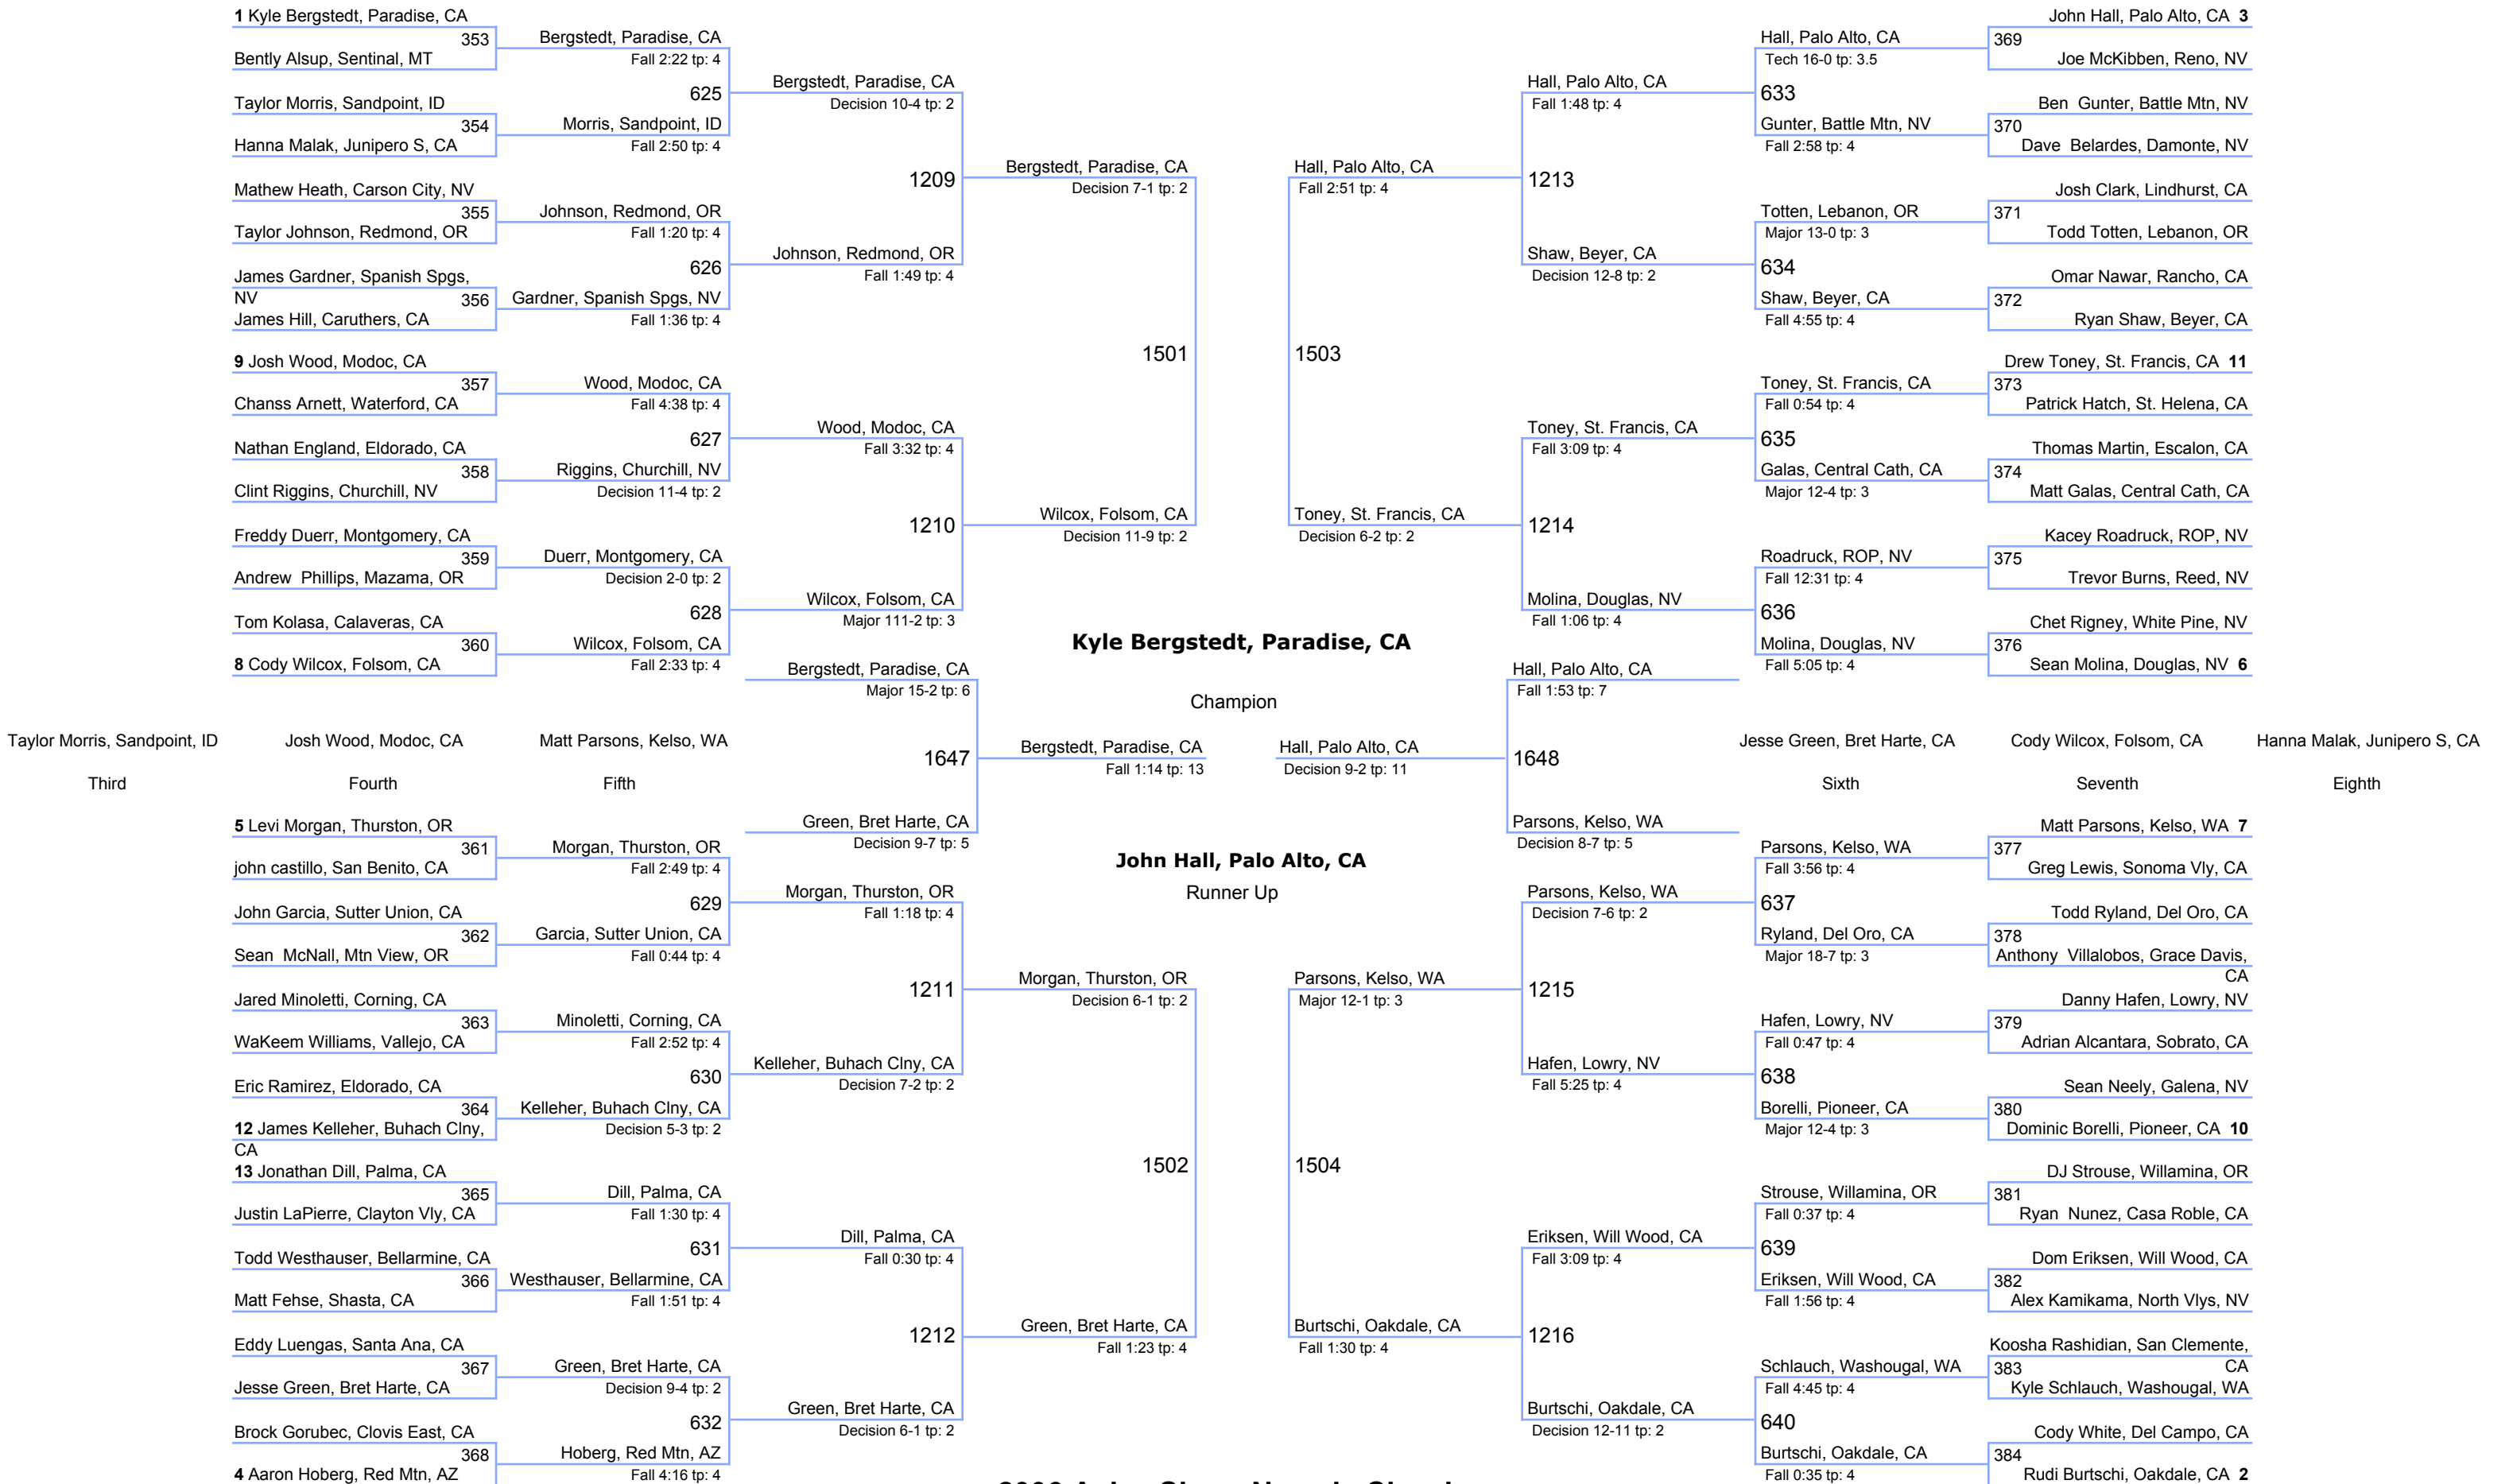 1 Kyle Bergstedt, Paradise, CA
353
Bently Alsup, Sentinal, MT
Taylor Morris, Sandpoint, ID
354
Hanna Malak, Junipero S, CA
Mathew Heath, Carson City, NV
355
Taylor Johnson, Redmond, OR
James Gardner, Spanish Spgs,
NV
356
James Hill, Caruthers, CA
9 Josh Wood, Modoc, CA
357
Chanss Arnett, Waterford, CA
Nathan England, Eldorado, CA
358
Clint Riggins, Churchill, NV
Freddy Duerr, Montgomery, CA
359
Andrew Phillips, Mazama, OR
Tom Kolasa, Calaveras, CA
360
8 Cody Wilcox, Folsom, CA
Bergstedt, Paradise, CA
Fall 2:22 tp: 4
625
Morris, Sandpoint, ID
Fall 2:50 tp: 4
Johnson, Redmond, OR
Fall 1:20 tp: 4
626
Gardner, Spanish Spgs, NV
Fall 1:36 tp: 4
Wood, Modoc, CA
Fall 4:38 tp: 4
627
Riggins, Churchill, NV
Decision 11-4 tp: 2
Duerr, Montgomery, CA
Decision 2-0 tp: 2
628
Wilcox, Folsom, CA
Fall 2:33 tp: 4
Bergstedt, Paradise, CA
Decision 10-4 tp: 2
1209
Johnson, Redmond, OR
Fall 1:49 tp: 4
Wood, Modoc, CA
Fall 3:32 tp: 4
1210
Wilcox, Folsom, CA
Major 111-2 tp: 3
Bergstedt, Paradise, CA
Decision 7-1 tp: 2
1501
Wilcox, Folsom, CA
Decision 11-9 tp: 2
Hall, Palo Alto, CA
Fall 2:51 tp: 4
1503
Toney, St. Francis, CA
Decision 6-2 tp: 2
Hall, Palo Alto, CA
Fall 1:48 tp: 4
1213
Shaw, Beyer, CA
Decision 12-8 tp: 2
Toney, St. Francis, CA
Fall 3:09 tp: 4
1214
Molina, Douglas, NV
Fall 1:06 tp: 4
Hall, Palo Alto, CA
Tech 16-0 tp: 3.5
633
Gunter, Battle Mtn, NV
Fall 2:58 tp: 4
Totten, Lebanon, OR
Major 13-0 tp: 3
634
Shaw, Beyer, CA
Fall 4:55 tp: 4
Toney, St. Francis, CA
Fall 0:54 tp: 4
635
Galas, Central Cath, CA
Major 12-4 tp: 3
Roadruck, ROP, NV
Fall 12:31 tp: 4
636
Molina, Douglas, NV
Fall 5:05 tp: 4
John Hall, Palo Alto, CA 3
369
Joe McKibben, Reno, NV
Ben Gunter, Battle Mtn, NV
370
Dave Belardes, Damonte, NV
Josh Clark, Lindhurst, CA
371
Todd Totten, Lebanon, OR
Omar Nawar, Rancho, CA
372
Ryan Shaw, Beyer, CA
Drew Toney, St. Francis, CA 11
373
Patrick Hatch, St. Helena, CA
Thomas Martin, Escalon, CA
374
Matt Galas, Central Cath, CA
Kacey Roadruck, ROP, NV
375
Trevor Burns, Reed, NV
Chet Rigney, White Pine, NV
376
Sean Molina, Douglas, NV 6
Kyle Bergstedt, Paradise, CA
Champion
Bergstedt, Paradise, CA
Major 15-2 tp: 6
1647
Green, Bret Harte, CA
Decision 9-7 tp: 5
Bergstedt, Paradise, CA
Fall 1:14 tp: 13
Hall, Palo Alto, CA
Decision 9-2 tp: 11
Hall, Palo Alto, CA
Fall 1:53 tp: 7
1648
Parsons, Kelso, WA
Decision 8-7 tp: 5
John Hall, Palo Alto, CA
Runner Up
Taylor Morris, Sandpoint, ID
Third
Josh Wood, Modoc, CA
Fourth
Matt Parsons, Kelso, WA
Fifth
Jesse Green, Bret Harte, CA
Sixth
Cody Wilcox, Folsom, CA
Seventh
Hanna Malak, Junipero S, CA
Eighth
5 Levi Morgan, Thurston, OR
361
john castillo, San Benito, CA
John Garcia, Sutter Union, CA
362
Sean McNall, Mtn View, OR
Jared Minoletti, Corning, CA
363
WaKeem Williams, Vallejo, CA
Eric Ramirez, Eldorado, CA
364
12 James Kelleher, Buhach Clny,
CA
13 Jonathan Dill, Palma, CA
365
Justin LaPierre, Clayton Vly, CA
Todd Westhauser, Bellarmine, CA
366
Matt Fehse, Shasta, CA
Eddy Luengas, Santa Ana, CA
367
Jesse Green, Bret Harte, CA
Brock Gorubec, Clovis East, CA
368
4 Aaron Hoberg, Red Mtn, AZ
Morgan, Thurston, OR
Fall 2:49 tp: 4
629
Garcia, Sutter Union, CA
Fall 0:44 tp: 4
Minoletti, Corning, CA
Fall 2:52 tp: 4
630
Kelleher, Buhach Clny, CA
Decision 5-3 tp: 2
Dill, Palma, CA
Fall 1:30 tp: 4
631
Westhauser, Bellarmine, CA
Fall 1:51 tp: 4
Green, Bret Harte, CA
Decision 9-4 tp: 2
632
Hoberg, Red Mtn, AZ
Fall 4:16 tp: 4
Morgan, Thurston, OR
Fall 1:18 tp: 4
1211
Kelleher, Buhach Clny, CA
Decision 7-2 tp: 2
Dill, Palma, CA
Fall 0:30 tp: 4
1212
Green, Bret Harte, CA
Decision 6-1 tp: 2
Morgan, Thurston, OR
Decision 6-1 tp: 2
1502
Green, Bret Harte, CA
Fall 1:23 tp: 4
Parsons, Kelso, WA
Major 12-1 tp: 3
1504
Burtschi, Oakdale, CA
Fall 1:30 tp: 4
Parsons, Kelso, WA
Decision 7-6 tp: 2
1215
Hafen, Lowry, NV
Fall 5:25 tp: 4
Eriksen, Will Wood, CA
Fall 3:09 tp: 4
1216
Burtschi, Oakdale, CA
Decision 12-11 tp: 2
Parsons, Kelso, WA
Fall 3:56 tp: 4
637
Ryland, Del Oro, CA
Major 18-7 tp: 3
Hafen, Lowry, NV
Fall 0:47 tp: 4
638
Borelli, Pioneer, CA
Major 12-4 tp: 3
Strouse, Willamina, OR
Fall 0:37 tp: 4
639
Eriksen, Will Wood, CA
Fall 1:56 tp: 4
Schlauch, Washougal, WA
Fall 4:45 tp: 4
640
Burtschi, Oakdale, CA
Fall 0:35 tp: 4
Matt Parsons, Kelso, WA 7
377
Greg Lewis, Sonoma Vly, CA
Todd Ryland, Del Oro, CA
378
Anthony Villalobos, Grace Davis,
CA
Danny Hafen, Lowry, NV
379
Adrian Alcantara, Sobrato, CA
Sean Neely, Galena, NV
380
Dominic Borelli, Pioneer, CA 10
DJ Strouse, Willamina, OR
381
Ryan Nunez, Casa Roble, CA
Dom Eriksen, Will Wood, CA
382
Alex Kamikama, North Vlys, NV
Koosha Rashidian, San Clemente,
CA
383
Kyle Schlauch, Washougal, WA
Cody White, Del Campo, CA
384
Rudi Burtschi, Oakdale, CA 2